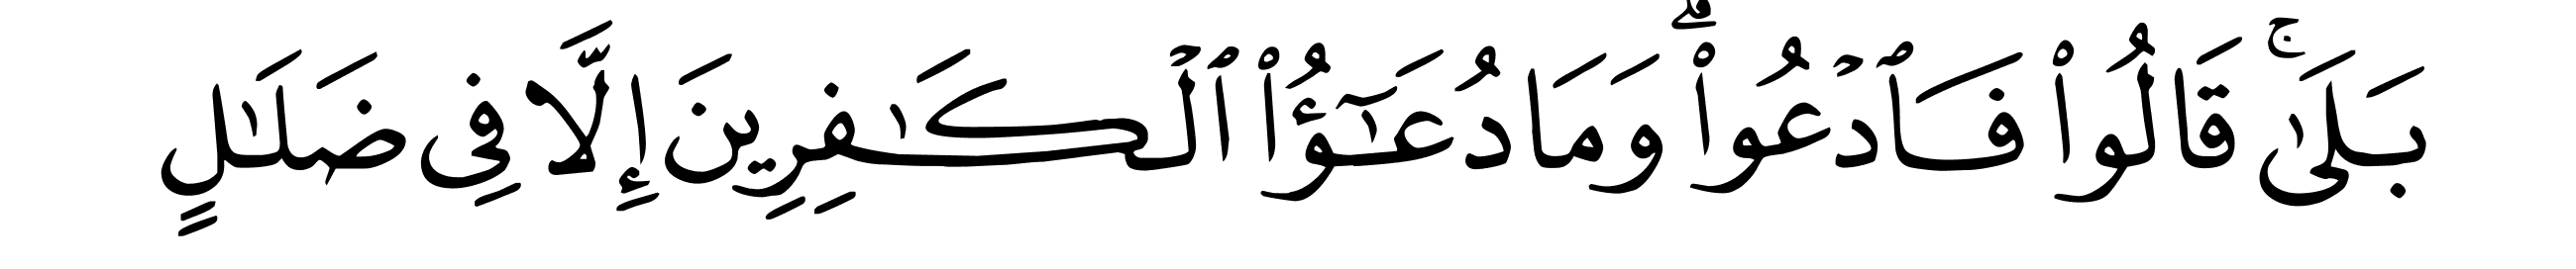 بَلَىٰۚ قَالُوا۟ فَٱدْعُوا۟ۗ وَمَا دُعَـٰٓؤُا۟ ٱلْكَـٰفِرِينَ إِلَّا فِى ضَلَـٰلٍ